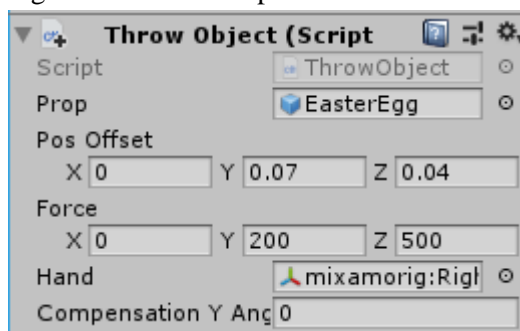 Throw Object (Script
Script ThrowObject
Prop EasterEgg
Pos Offset
X 0 Y 0.07 Z 0.04
Force
X 0 Y 200 Z 500
Hand mixamorig:Rigl
Compensation Y Ang 0